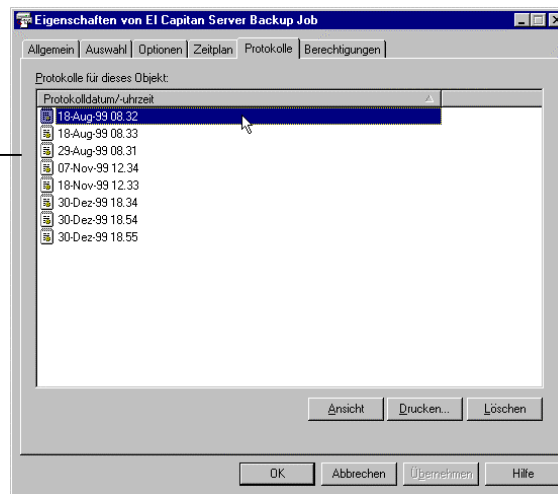 Eigenschaften von El Capitan Server Backup Job
Allgemein Auswahl Optionen Zeitplan Protokolle Berechtigungen
Protokolle für dieses Objekt:
Protokolldatum/-uhrzeit
18-Aug-99 08.32
18-Aug-99 08.33
29-Aug-99 08.31
07-Nov-99 12.34
18-Nov-99 12.33
30-Dez-99 18.34
30-Dez-99 18.54
30-Dez-99 18.55
Ansicht Drucken... Löschen
OK Abbrechen Übernehmen Hilfe